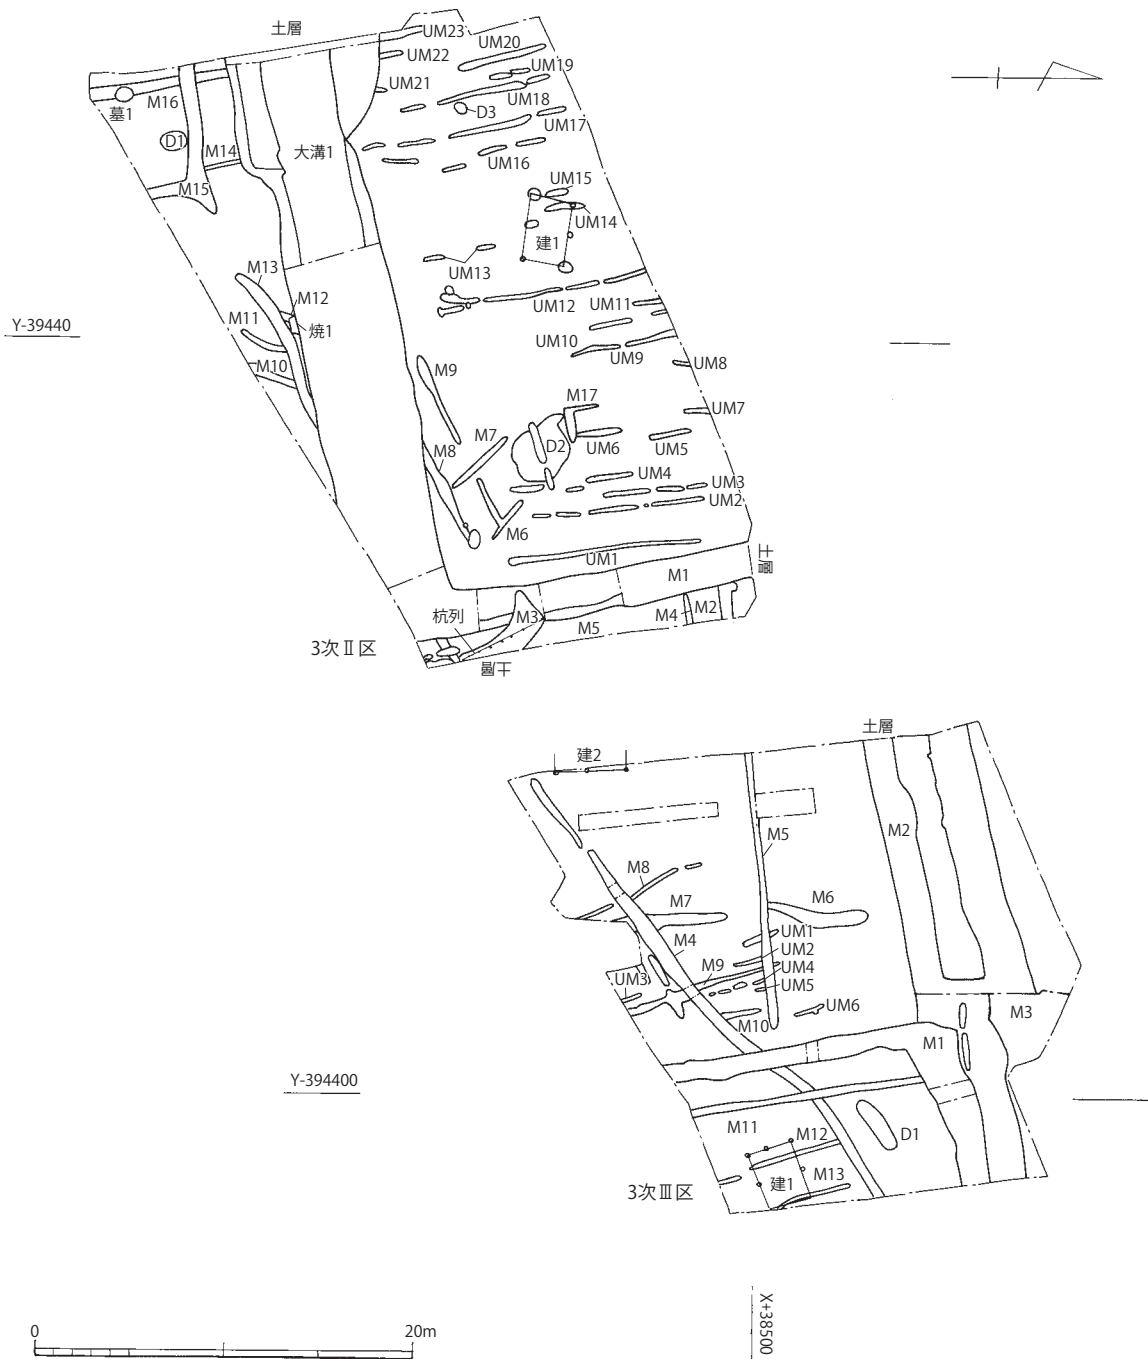 土層
UM23
UM22
UM20
UM21
UM19
UM18
D3
UM17
UM16
M16
墓1
D1
M14
大溝1
M15
UM15
UM14
建1
UM13
M13
M12
焼1
M11
M10
UM12
UM11
UM10
UM9
UM8
Y-39440
M9
M17
UM7
D2
UM6
UM5
M7
M8
UM4
UM3
UM2
M6
UM1
M1
土層
杭列
M3
M5
M4
M2
3次Ⅱ区
土層
土層
建2
M5
M2
M8
M7
M6
M4
UM1
UM2
M9
UM4
UM3
UM5
UM6
M10
M3
M1
Y-394400
M11
M12
D1
建1
M13
3次Ⅲ区
X+38500
0
20m